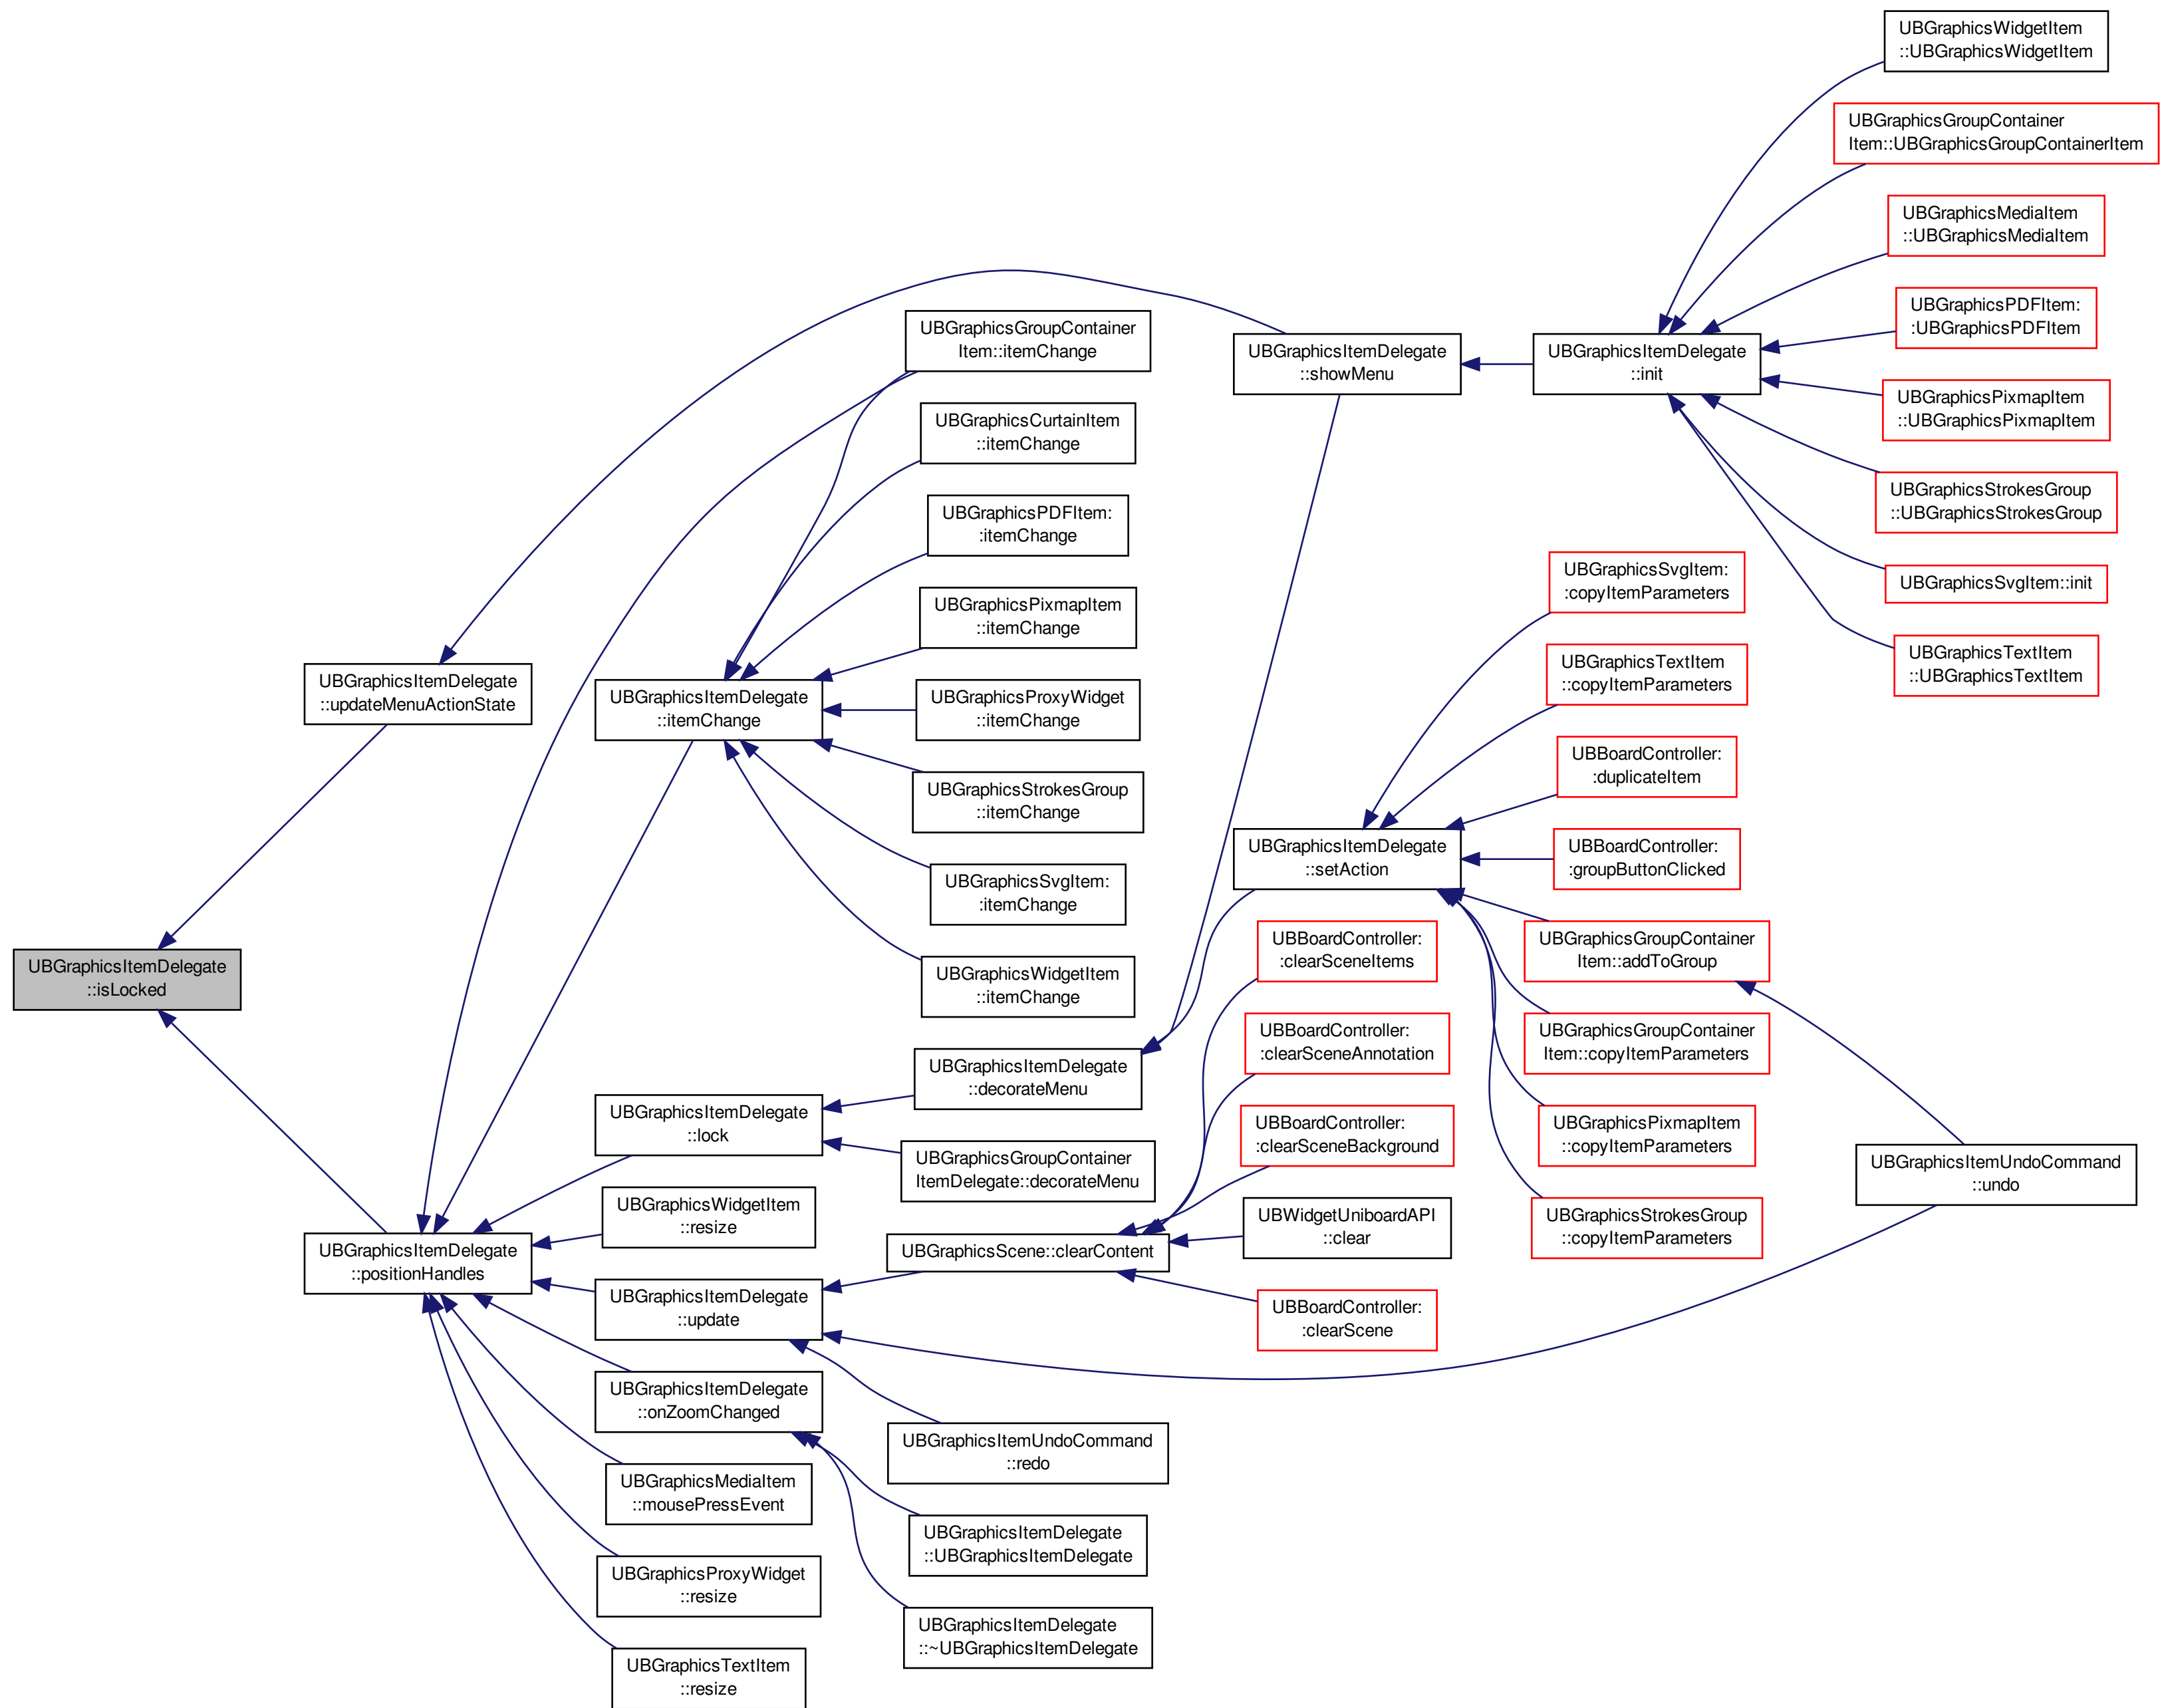 UBGraphicsWidgetItem
::UBGraphicsWidgetItem
UBGraphicsGroupContainer
Item::UBGraphicsGroupContainerItem
UBGraphicsMediaItem
::UBGraphicsMediaItem
UBGraphicsPDFItem:
:UBGraphicsPDFItem
UBGraphicsGroupContainer
Item::itemChange
UBGraphicsItemDelegate
::showMenu
UBGraphicsItemDelegate
::init
UBGraphicsPixmapItem
::UBGraphicsPixmapItem
UBGraphicsCurtainItem
::itemChange
UBGraphicsStrokesGroup
::UBGraphicsStrokesGroup
UBGraphicsPDFItem:
:itemChange
UBGraphicsSvgItem:
:copyItemParameters
UBGraphicsSvgItem::init
UBGraphicsPixmapItem
::itemChange
UBGraphicsTextItem
::UBGraphicsTextItem
UBGraphicsTextItem
::copyItemParameters
UBGraphicsItemDelegate
::updateMenuActionState
UBGraphicsItemDelegate
::itemChange
UBGraphicsProxyWidget
::itemChange
UBBoardController:
:duplicateItem
UBGraphicsStrokesGroup
::itemChange
UBGraphicsItemDelegate
::setAction
UBBoardController:
:groupButtonClicked
UBGraphicsSvgItem:
:itemChange
UBBoardController:
:clearSceneItems
UBGraphicsGroupContainer
Item::addToGroup
UBGraphicsItemDelegate
::isLocked
UBGraphicsWidgetItem
::itemChange
UBBoardController:
:clearSceneAnnotation
UBGraphicsGroupContainer
Item::copyItemParameters
UBGraphicsItemDelegate
::decorateMenu
UBGraphicsItemDelegate
::lock
UBBoardController:
:clearSceneBackground
UBGraphicsPixmapItem
::copyItemParameters
UBGraphicsGroupContainer
ItemDelegate::decorateMenu
UBGraphicsItemUndoCommand
::undo
UBGraphicsWidgetItem
::resize
UBWidgetUniboardAPI
::clear
UBGraphicsStrokesGroup
::copyItemParameters
UBGraphicsItemDelegate
::positionHandles
UBGraphicsScene::clearContent
UBGraphicsItemDelegate
::update
UBBoardController:
:clearScene
UBGraphicsItemDelegate
::onZoomChanged
UBGraphicsItemUndoCommand
::redo
UBGraphicsMediaItem
::mousePressEvent
UBGraphicsItemDelegate
::UBGraphicsItemDelegate
UBGraphicsProxyWidget
::resize
UBGraphicsItemDelegate
::~UBGraphicsItemDelegate
UBGraphicsTextItem
::resize